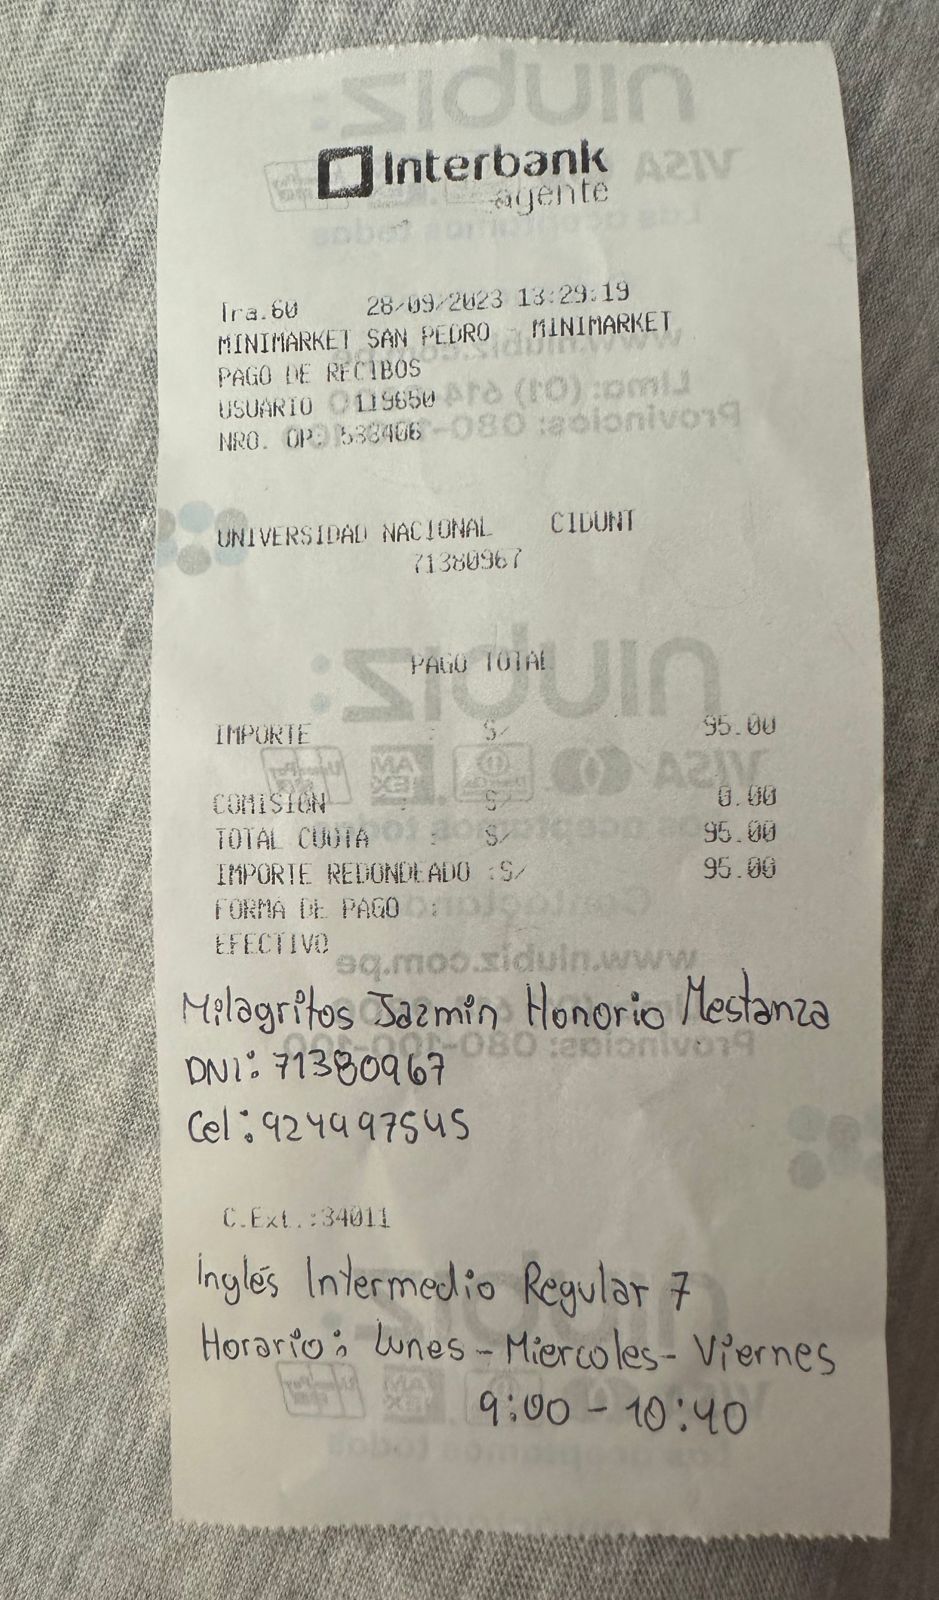 Interbank
agente
Tra.60 28/09/2023 13:29:19
MINIMARKET SAN PEDRO MINIMARKET
PAGO DE RECIBOS
USUARIO 119650
NRO. OP: 538406
UNIVERSIDAD NACIONAL CIDUNT
71380967
PAGO TOTAL
IMPORTE : S/ 95.00
COMISIÓN : S/ 0.00
TOTAL CUOTA : S/ 95.00
IMPORTE REDONDEADO :S/ 95.00
FORMA DE PAGO :
EFECTIVO
Milagritos Jazmin Honorio Mestanza
DNI: 71380967
Cel: 924997545
C.Ext.:34011
Inglés Intermedio Regular 7
Horario: Lunes - Miercoles - Viernes
9:00 - 10:40